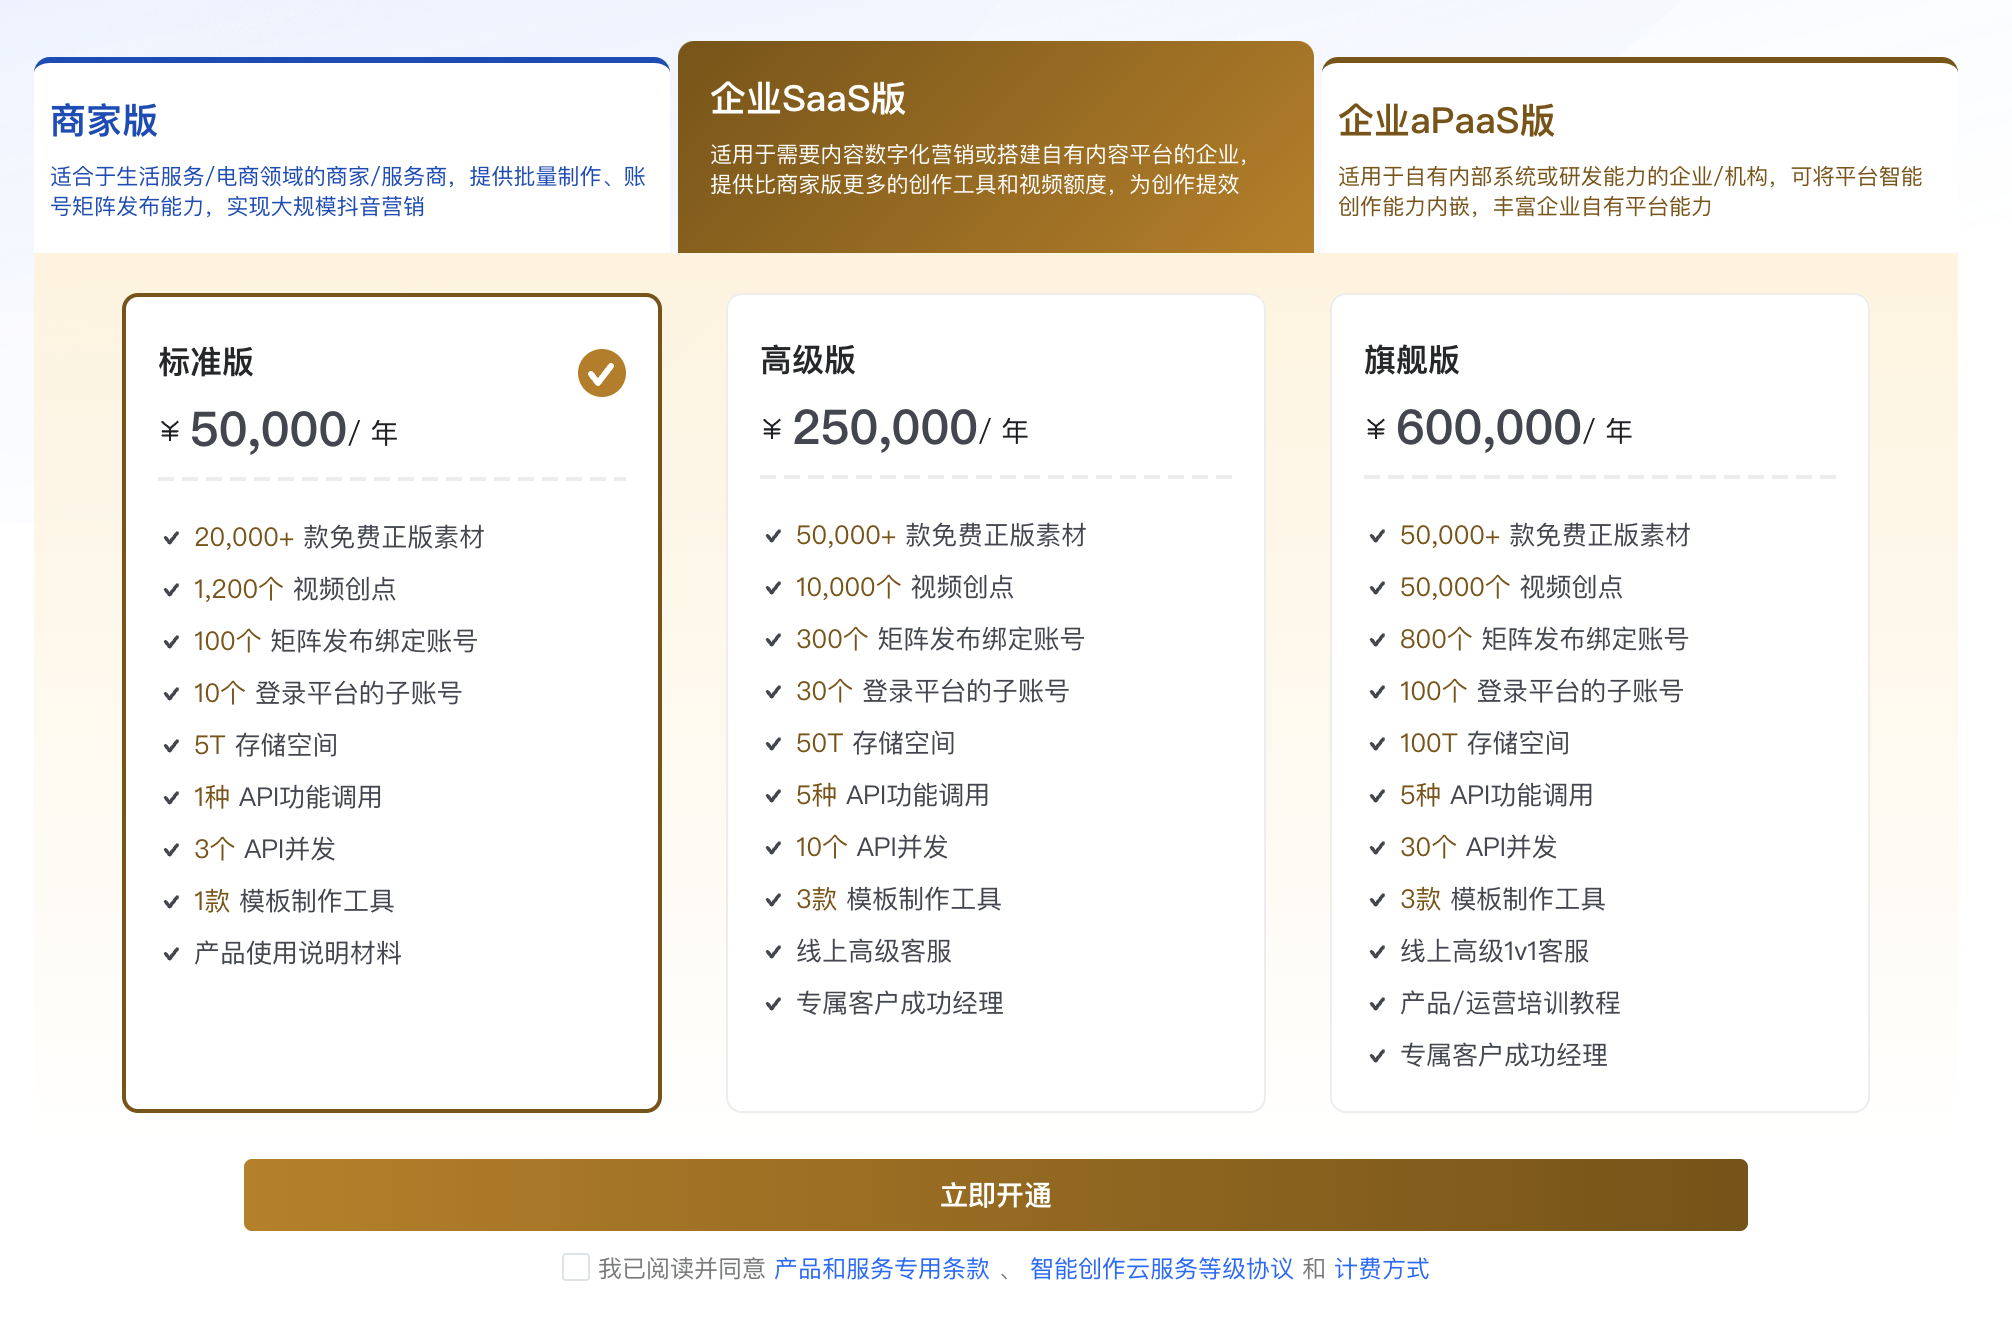 商家版
适合于生活服务/电商领域的商家/服务商，提供批量制作、账
号矩阵发布能力，实现大规模抖音营销
企业SaaS版
适用于需要内容数字化营销或搭建自有内容平台的企业，
提供比商家版更多的创作工具和视频额度，为创作提效
企业aPaaS版
适用于自有内部系统或研发能力的企业/机构，可将平台智能
创作能力内嵌，丰富企业自有平台能力
标准版
¥ 50,000/ 年
20,000+ 款免费正版素材
1,200个 视频创点
100个 矩阵发布绑定账号
10个 登录平台的子账号
5T 存储空间
1种 API功能调用
3个 API并发
1款 模板制作工具
产品使用说明材料
高级版
¥ 250,000/ 年
50,000+ 款免费正版素材
10,000个 视频创点
300个 矩阵发布绑定账号
30个 登录平台的子账号
50T 存储空间
5种 API功能调用
10个 API并发
3款 模板制作工具
线上高级客服
专属客户成功经理
旗舰版
¥ 600,000/ 年
50,000+ 款免费正版素材
50,000个 视频创点
800个 矩阵发布绑定账号
100个 登录平台的子账号
100T 存储空间
5种 API功能调用
30个 API并发
3款 模板制作工具
线上高级1v1客服
产品/运营培训教程
专属客户成功经理
立即开通
我已阅读并同意 产品和服务专用条款 、 智能创作云服务等级协议 和 计费方式